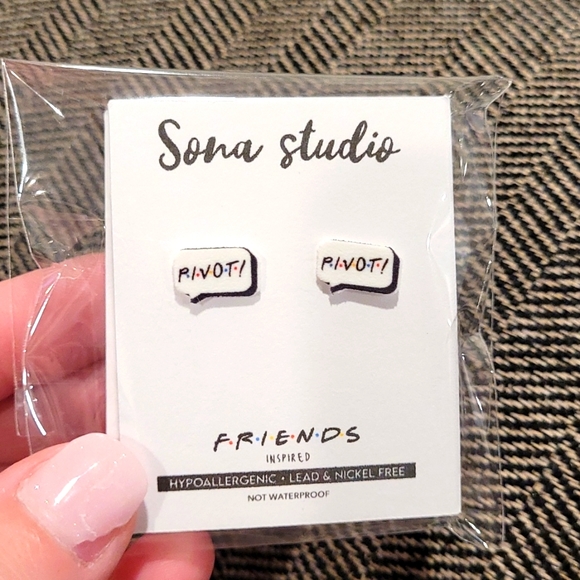 Sona studio
P.I.V.O.T.! P.I.V.O.T.!
F·R·I·E·N·D·S
INSPIRED
HYPOALLERGENIC • LEAD & NICKEL FREE
NOT WATERPROOF